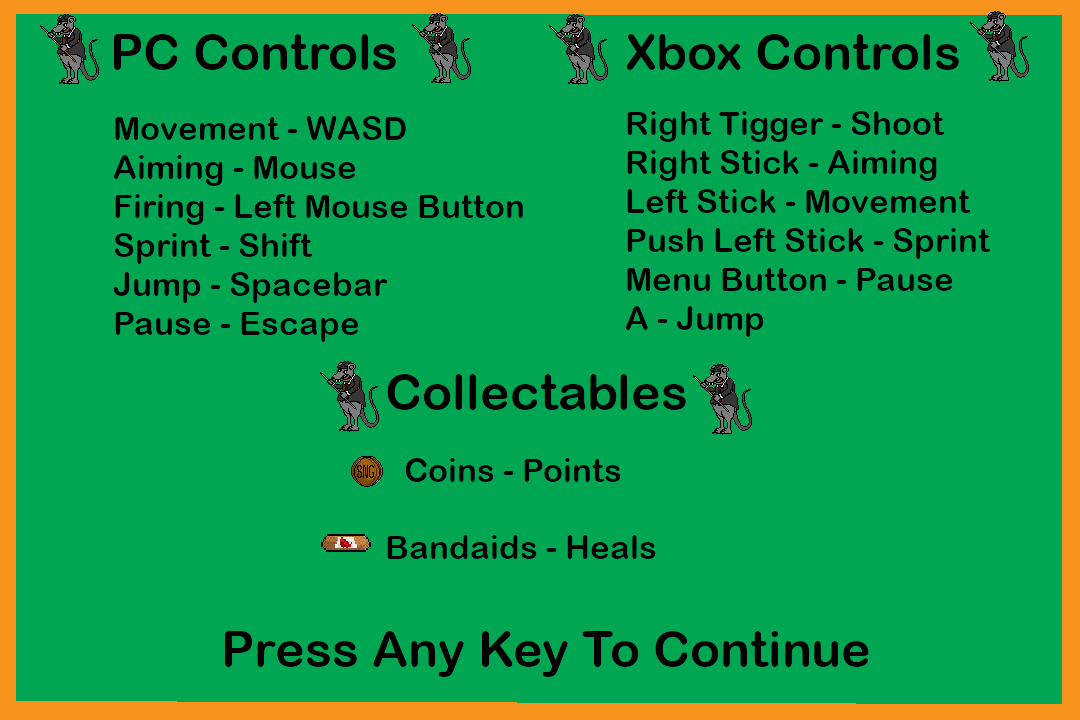 PC Controls
Movement - WASD
Aiming - Mouse
Firing - Left Mouse Button
Sprint - Shift
Jump - Spacebar
Pause - Escape
Xbox Controls
Right Tigger - Shoot
Right Stick - Aiming
Left Stick - Movement
Push Left Stick - Sprint
Menu Button - Pause
A - Jump
Collectables
SNG
Coins - Points
Bandaids - Heals
Press Any Key To Continue